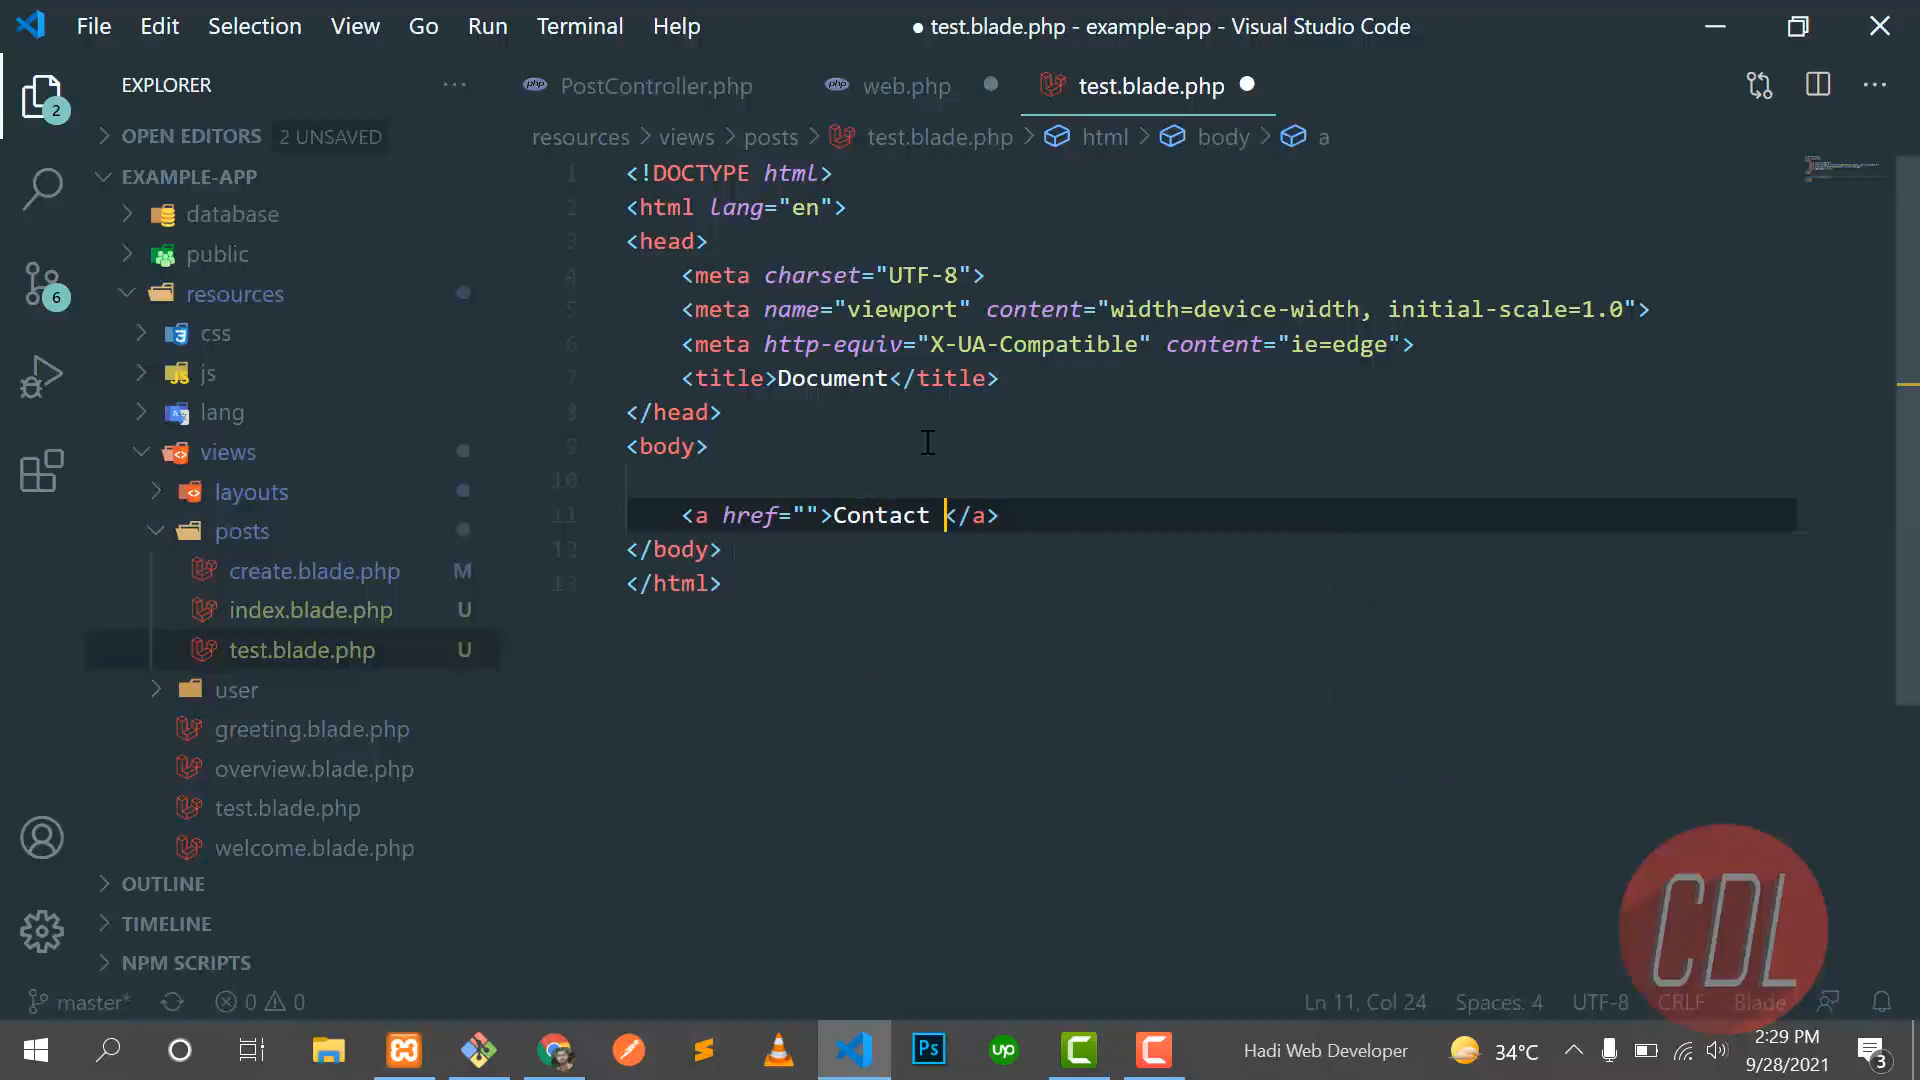 File Edit Selection View Go Run Terminal Help
● test.blade.php - example-app - Visual Studio Code
EXPLORER
PostController.php
web.php
test.blade.php
2
OPEN EDITORS 2 UNSAVED
resources > views > posts > test.blade.php > html > body > a
EXAMPLE-APP
database
public
resources
css
js
lang
views
layouts
posts
create.blade.php M
index.blade.php U
test.blade.php U
user
greeting.blade.php
overview.blade.php
test.blade.php
welcome.blade.php
OUTLINE
TIMELINE
NPM SCRIPTS
6
1 <!DOCTYPE html>
2 <html lang="en">
3 <head>
4 <meta charset="UTF-8">
5 <meta name="viewport" content="width=device-width, initial-scale=1.0">
6 <meta http-equiv="X-UA-Compatible" content="ie=edge">
7 <title>Document</title>
8 </head>
9 <body>
10
11 <a href="">Contact </a>
12 </body>
13 </html>
CDL
master* 0 0
Ln 11, Col 24 Spaces: 4 UTF-8 CRLF Blade
Ps
up
Hadi Web Developer
34°C
2:29 PM
9/28/2021
3